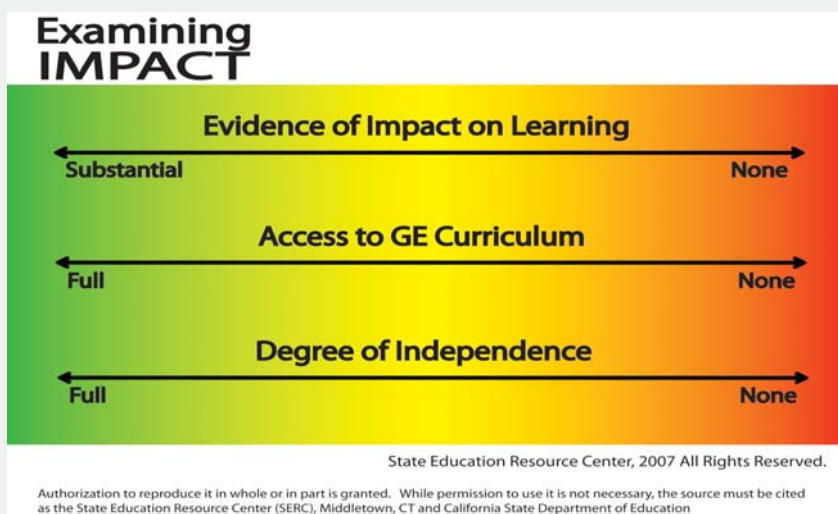 Examining
IMPACT
Evidence of Impact on Learning
Substantial None
Access to GE Curriculum
Full None
Degree of Independence
Full None
State Education Resource Center, 2007 All Rights Reserved.
Authorization to reproduce it in whole or in part is granted. While permission to use it is not necessary, the source must be cited
as the State Education Resource Center (SERC), Middletown, CT and California State Department of Education